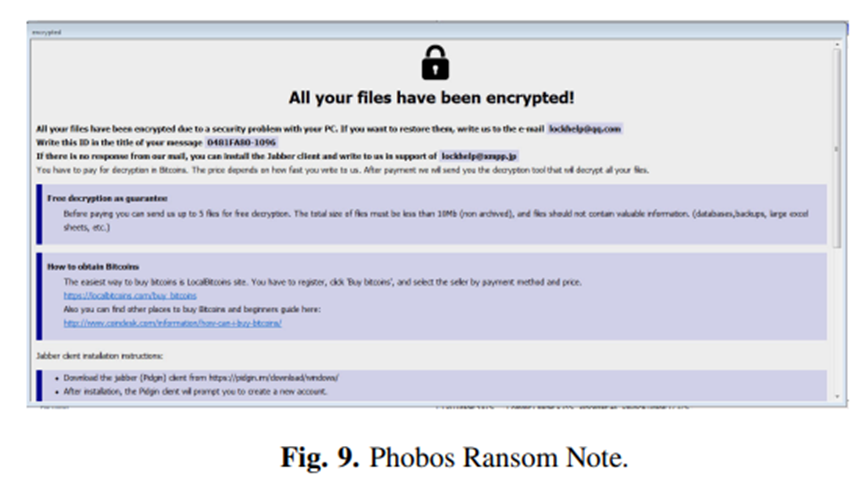 encrypted
All your files have been encrypted!
All your files have been encrypted due to a security problem with your PC. If you want to restore them, write us to the e-mail lockhelp@qq.com
Write this ID in the title of your message 0481FA80-1096
If there is no response from our mail, you can install the Jabber client and write to us in support of lockhelp@xmpp.jp
You have to pay for decryption in Bitcoins. The price depends on how fast you write to us. After payment we will send you the decryption tool that will decrypt all your files.
Free decryption as guarantee
Before paying you can send us up to 5 files for free decryption. The total size of files must be less than 10Mb (non archived), and files should not contain valuable information. (databases,backups, large excel
sheets, etc.)
How to obtain Bitcoins
The easiest way to buy bitcoins is LocalBitcoins site. You have to register, click 'Buy bitcoins', and select the seller by payment method and price.
https://localbitcoins.com/buy_bitcoins
Also you can find other places to buy Bitcoins and beginners guide here:
http://www.coindesk.com/information/how-can-i-buy-bitcoins/
Jabber client installation instructions:
• Download the jabber (Pidgin) client from https://pidgin.im/download/windows/
• After installation, the Pidgin client will prompt you to create a new account.
Fig. 9. Phobos Ransom Note.